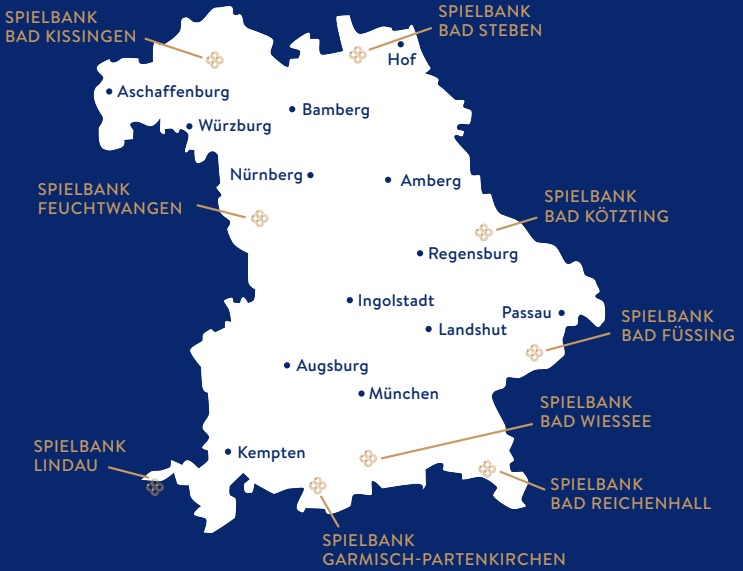 SPIELBANK
BAD KISSINGEN
SPIELBANK
BAD STEBEN
Hof
Aschaffenburg
Bamberg
Würzburg
Nürnberg
Amberg
SPIELBANK
FEUCHTWANGEN
SPIELBANK
BAD KÖTZTING
Regensburg
Ingolstadt
Passau
Landshut
SPIELBANK
BAD FÜSSING
Augsburg
München
SPIELBANK
BAD WIESSEE
SPIELBANK
LINDAU
Kempten
SPIELBANK
BAD REICHENHALL
SPIELBANK
GARMISCH-PARTENKIRCHEN